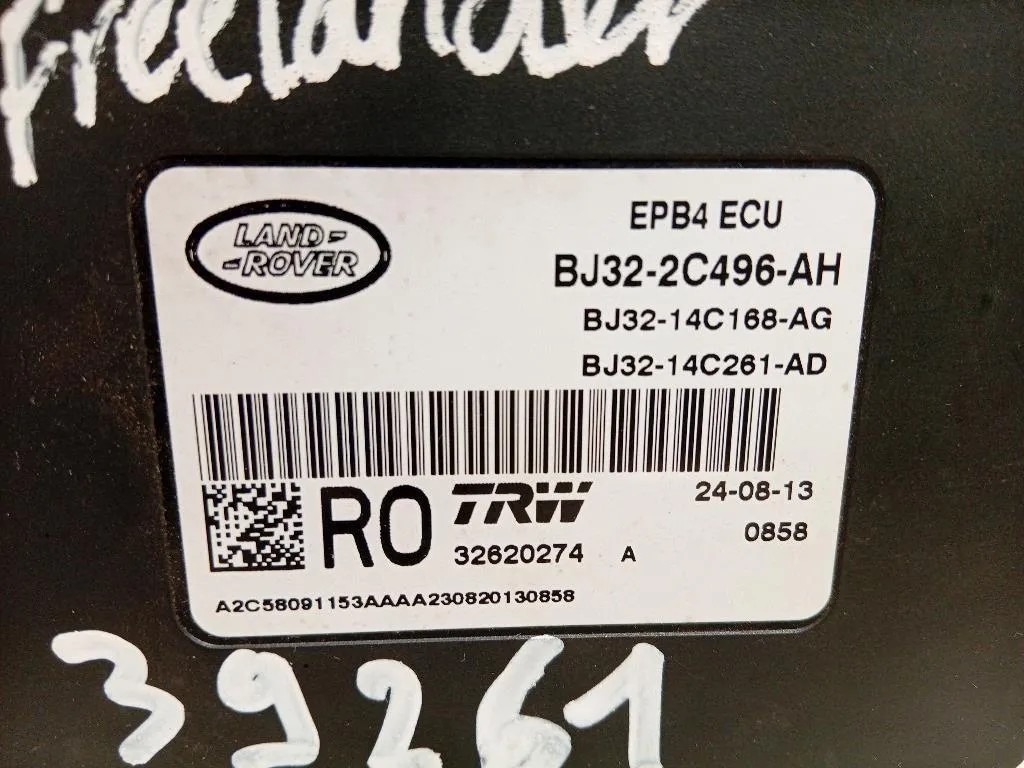 Freelander
LAND-
-ROVER
EPB4 ECU
BJ32-2C496-AH
BJ32-14C168-AG
BJ32-14C261-AD
RO
TRW
24-08-13
32620274 A
0858
A2C58091153AAAA230820130858
39261